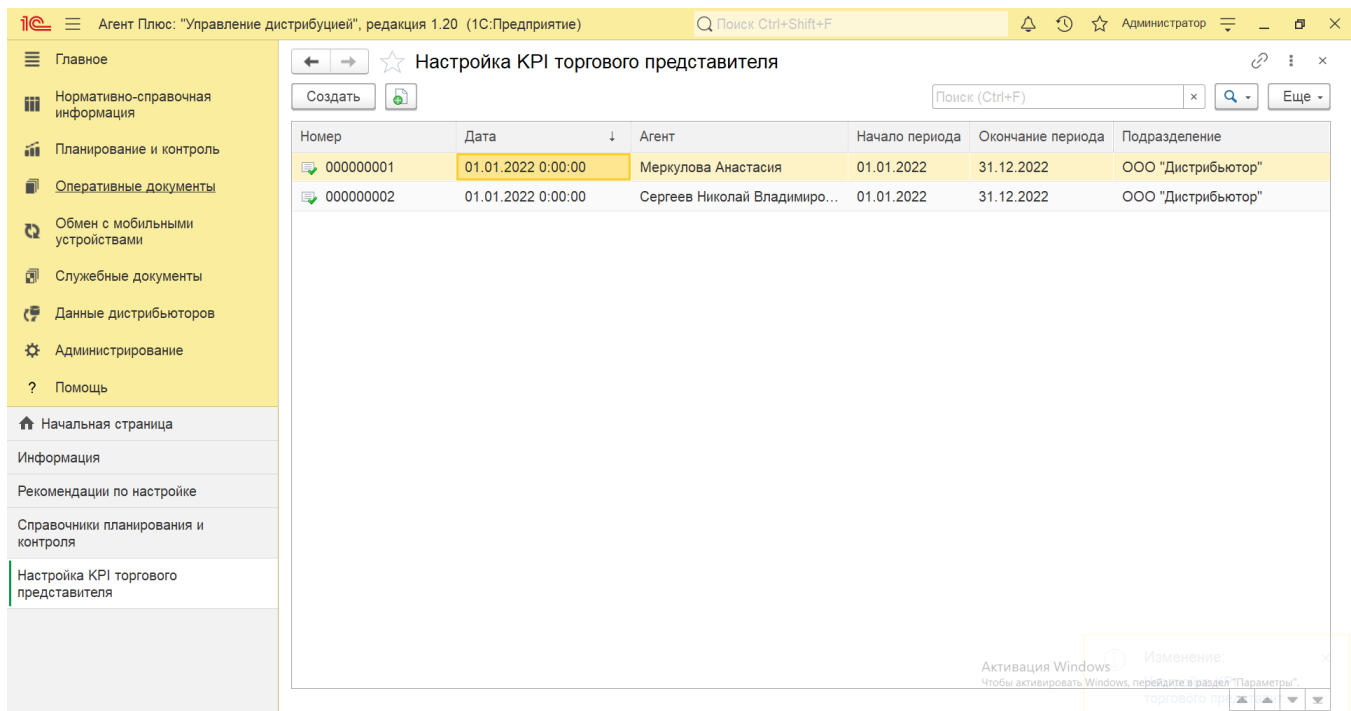 1С Агент Плюс: "Управление дистрибуцией", редакция 1.20 (1С:Предприятие)
Поиск Ctrl+Shift+F
Администратор
Главное
Нормативно-справочная
информация
Планирование и контроль
Оперативные документы
Обмен с мобильными
устройствами
Служебные документы
Данные дистрибьюторов
Администрирование
? Помощь
Начальная страница
Информация
Рекомендации по настройке
Справочники планирования и
контроля
Настройка KPI торгового
представителя
Настройка KPI торгового представителя
Создать
Поиск (Ctrl+F)
Еще
Номер Дата ↓ Агент Начало периода Окончание периода Подразделение
000000001 01.01.2022 0:00:00 Меркулова Анастасия 01.01.2022 31.12.2022 ООО "Дистрибьютор"
000000002 01.01.2022 0:00:00 Сергеев Николай Владимиро... 01.01.2022 31.12.2022 ООО "Дистрибьютор"
Изменение:
Активация Windows
Чтобы активировать Windows, перейдите в раздел "Параметры".
торгового